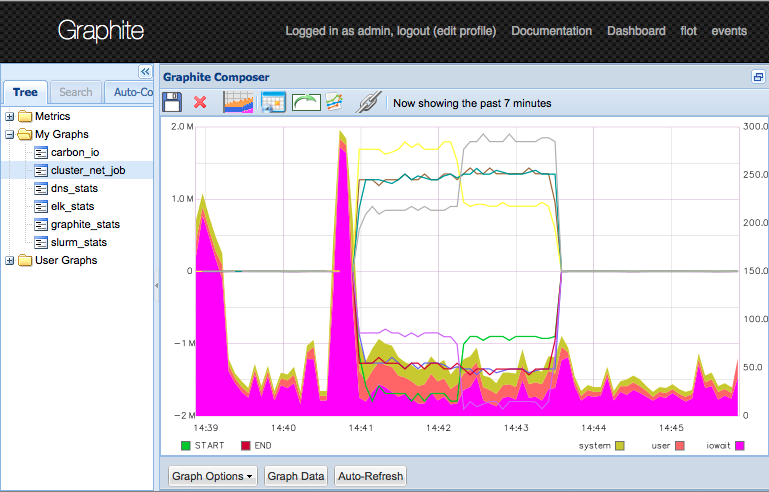 Graphite
Logged in as admin, logout (edit profile) Documentation Dashboard flot events
Tree Search Auto-Co
Metrics
My Graphs
carbon_io
cluster_net_job
dns_stats
elk_stats
graphite_stats
slurm_stats
User Graphs
Graphite Composer
Now showing the past 7 minutes
2.0 M 300.0
250.0
1.0 M
200.0
0 150.0
100.0
−1 M
50.0
−2 M 0
14:39 14:40 14:41 14:42 14:43 14:44 14:45
START END system user iowait
Graph Options Graph Data Auto-Refresh